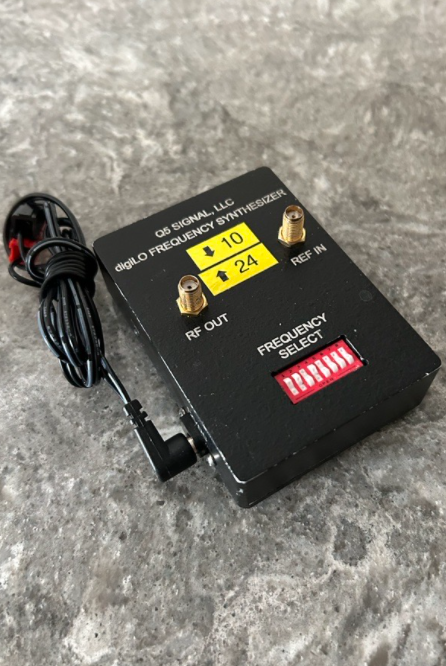 Q5 SIGNAL, LLC
digiLO FREQUENCY SYNTHESIZER
⬇ 10
⬆ 24
REF IN
RF OUT
FREQUENCY
SELECT